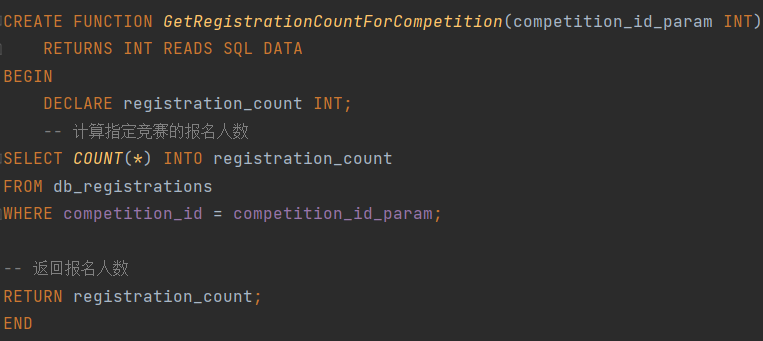 CREATE FUNCTION GetRegistrationCountForCompetition(competition_id_param INT)
RETURNS INT READS SQL DATA
BEGIN
DECLARE registration_count INT;
-- 计算指定竞赛的报名人数
SELECT COUNT(*) INTO registration_count
FROM db_registrations
WHERE competition_id = competition_id_param;
-- 返回报名人数
RETURN registration_count;
END